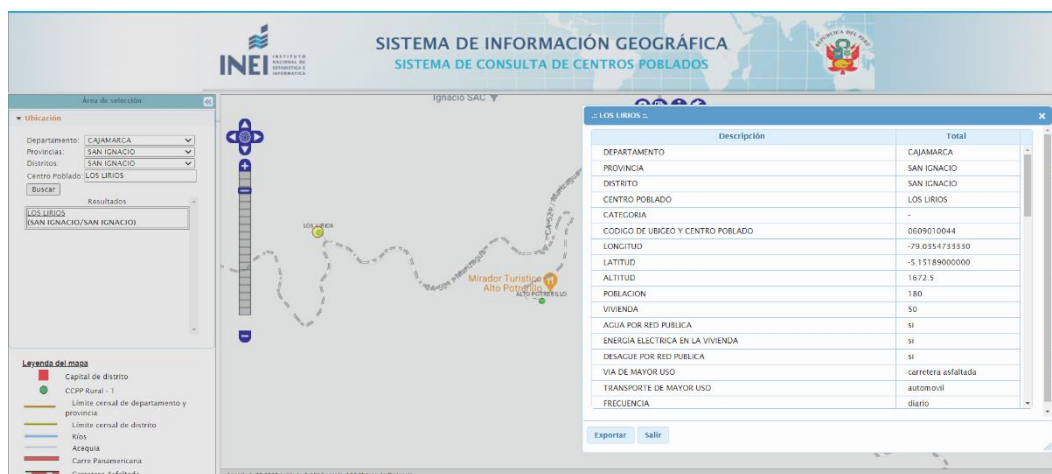 INEI
INSTITUTO
NACIONAL DE
ESTADÍSTICA E
INFORMÁTICA
SISTEMA DE INFORMACIÓN GEOGRÁFICA
SISTEMA DE CONSULTA DE CENTROS POBLADOS
Área de selección
Ubicación
Departamento: CAJAMARCA
Provincias: SAN IGNACIO
Distritos: SAN IGNACIO
Centro Poblado: LOS LIRIOS
Buscar
Resultados
LOS LIRIOS
(SAN IGNACIO/SAN IGNACIO)
Leyenda del mapa
Capital de distrito
CCPP Rural - 1
Límite censal de departamento y
provincia
Límite censal de distrito
Ríos
Acequia
Carre Panamericana
Ignacio SAC
LOS LIRIOS
Mirador Turístico
Alto Potrerillo
ALTO POTRERILLO
.:: LOS LIRIOS ::.
Descripción Total
DEPARTAMENTO CAJAMARCA
PROVINCIA SAN IGNACIO
DISTRITO SAN IGNACIO
CENTRO POBLADO LOS LIRIOS
CATEGORIA -
CODIGO DE UBIGEO Y CENTRO POBLADO 0609010044
LONGITUD -79.0354733330
LATITUD -5.15189000000
ALTITUD 1672.5
POBLACION 180
VIVIENDA 50
AGUA POR RED PUBLICA si
ENERGIA ELECTRICA EN LA VIVIENDA si
DESAGUE POR RED PUBLICA si
VIA DE MAYOR USO carretera asfaltada
TRANSPORTE DE MAYOR USO automovil
FRECUENCIA diario
Exportar Salir